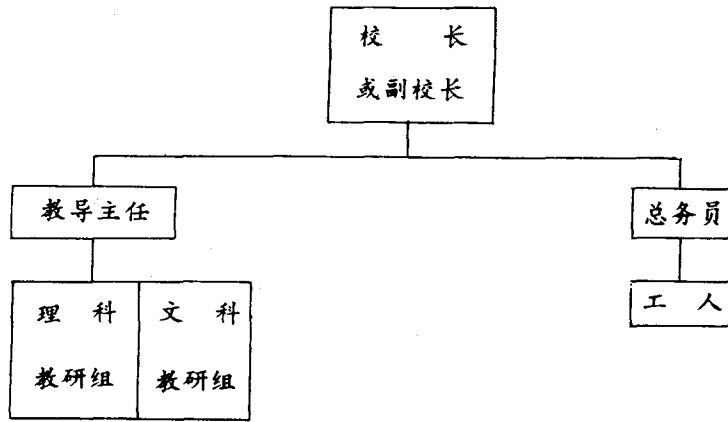 校 长
或副校长
教导主任
总务员
理 科
教研组
文 科
教研组
工 人